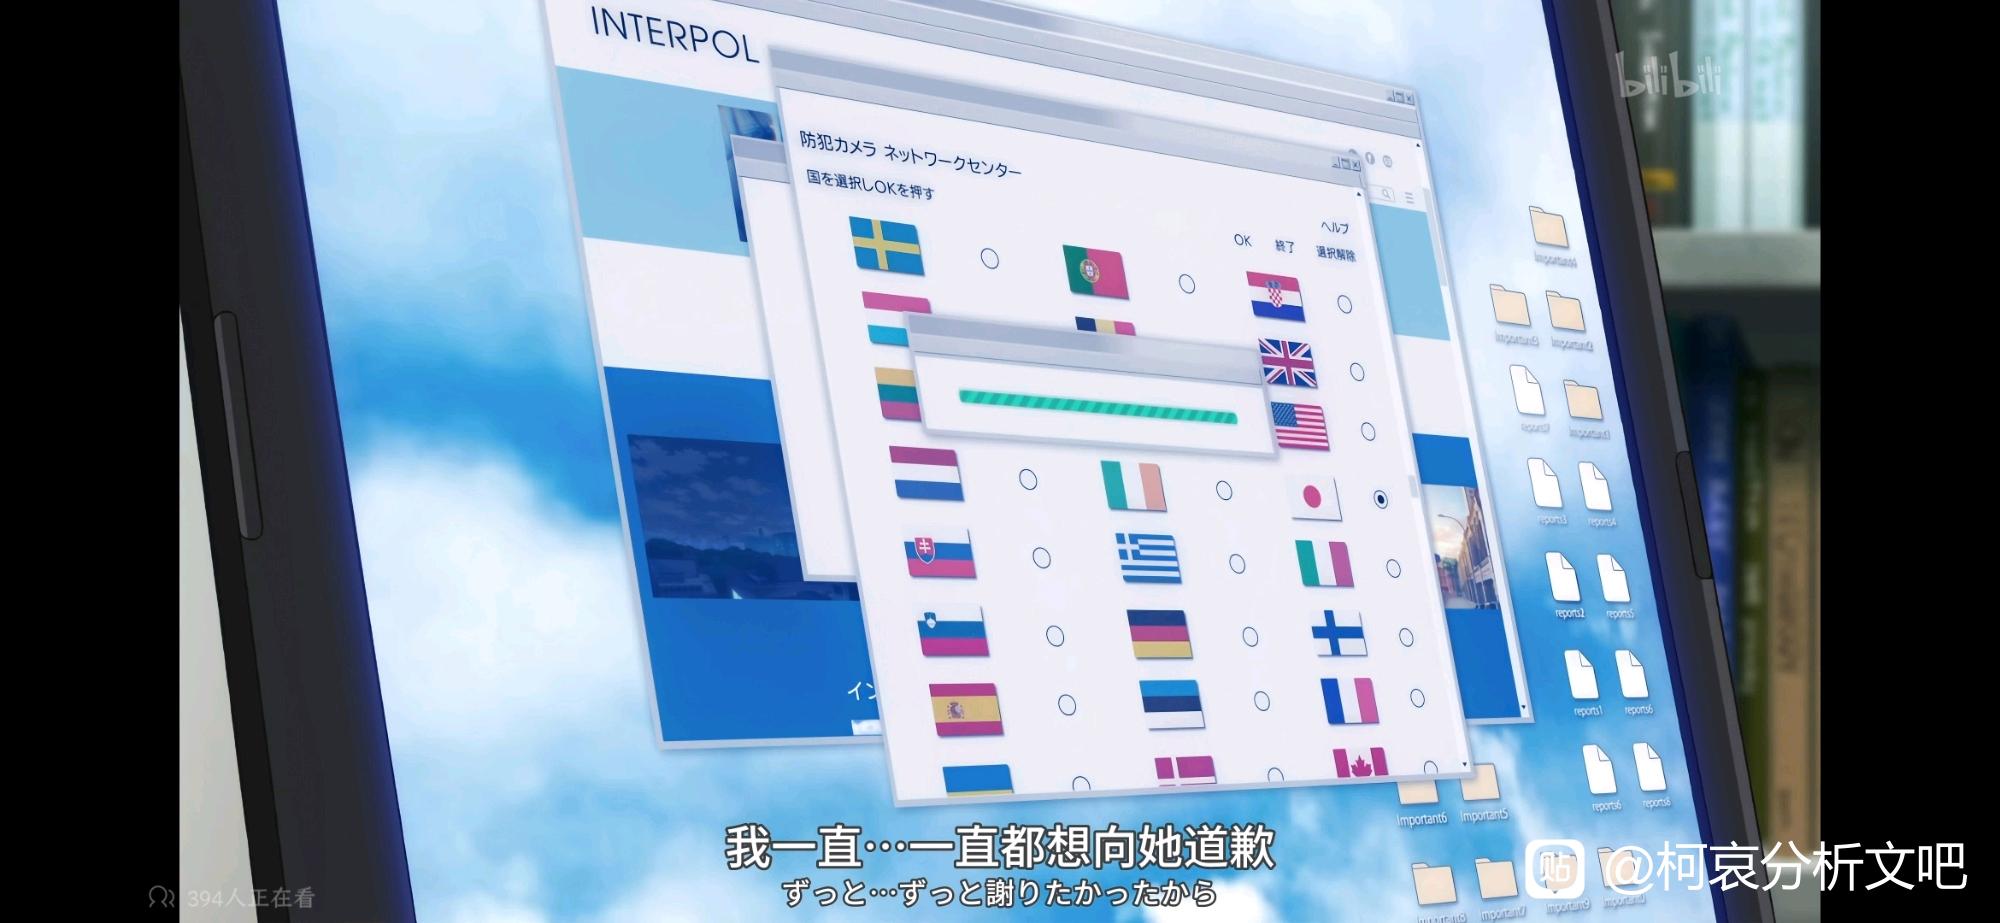 INTERPOL
bilibili
防犯カメラ ネットワークセンター
国を選択しOKを押す
ヘルプ
OK 終了 選択解除
Important4
Important3 Important2
report7 Important1
reports3 reports4
reports2 reports5
reports1 reports6
reports6 reports8
Important6 Important5
イン
我一直…一直都想向她道歉
ずっと…ずっと謝りたかったから
394人正在看
贴 @柯哀分析文吧